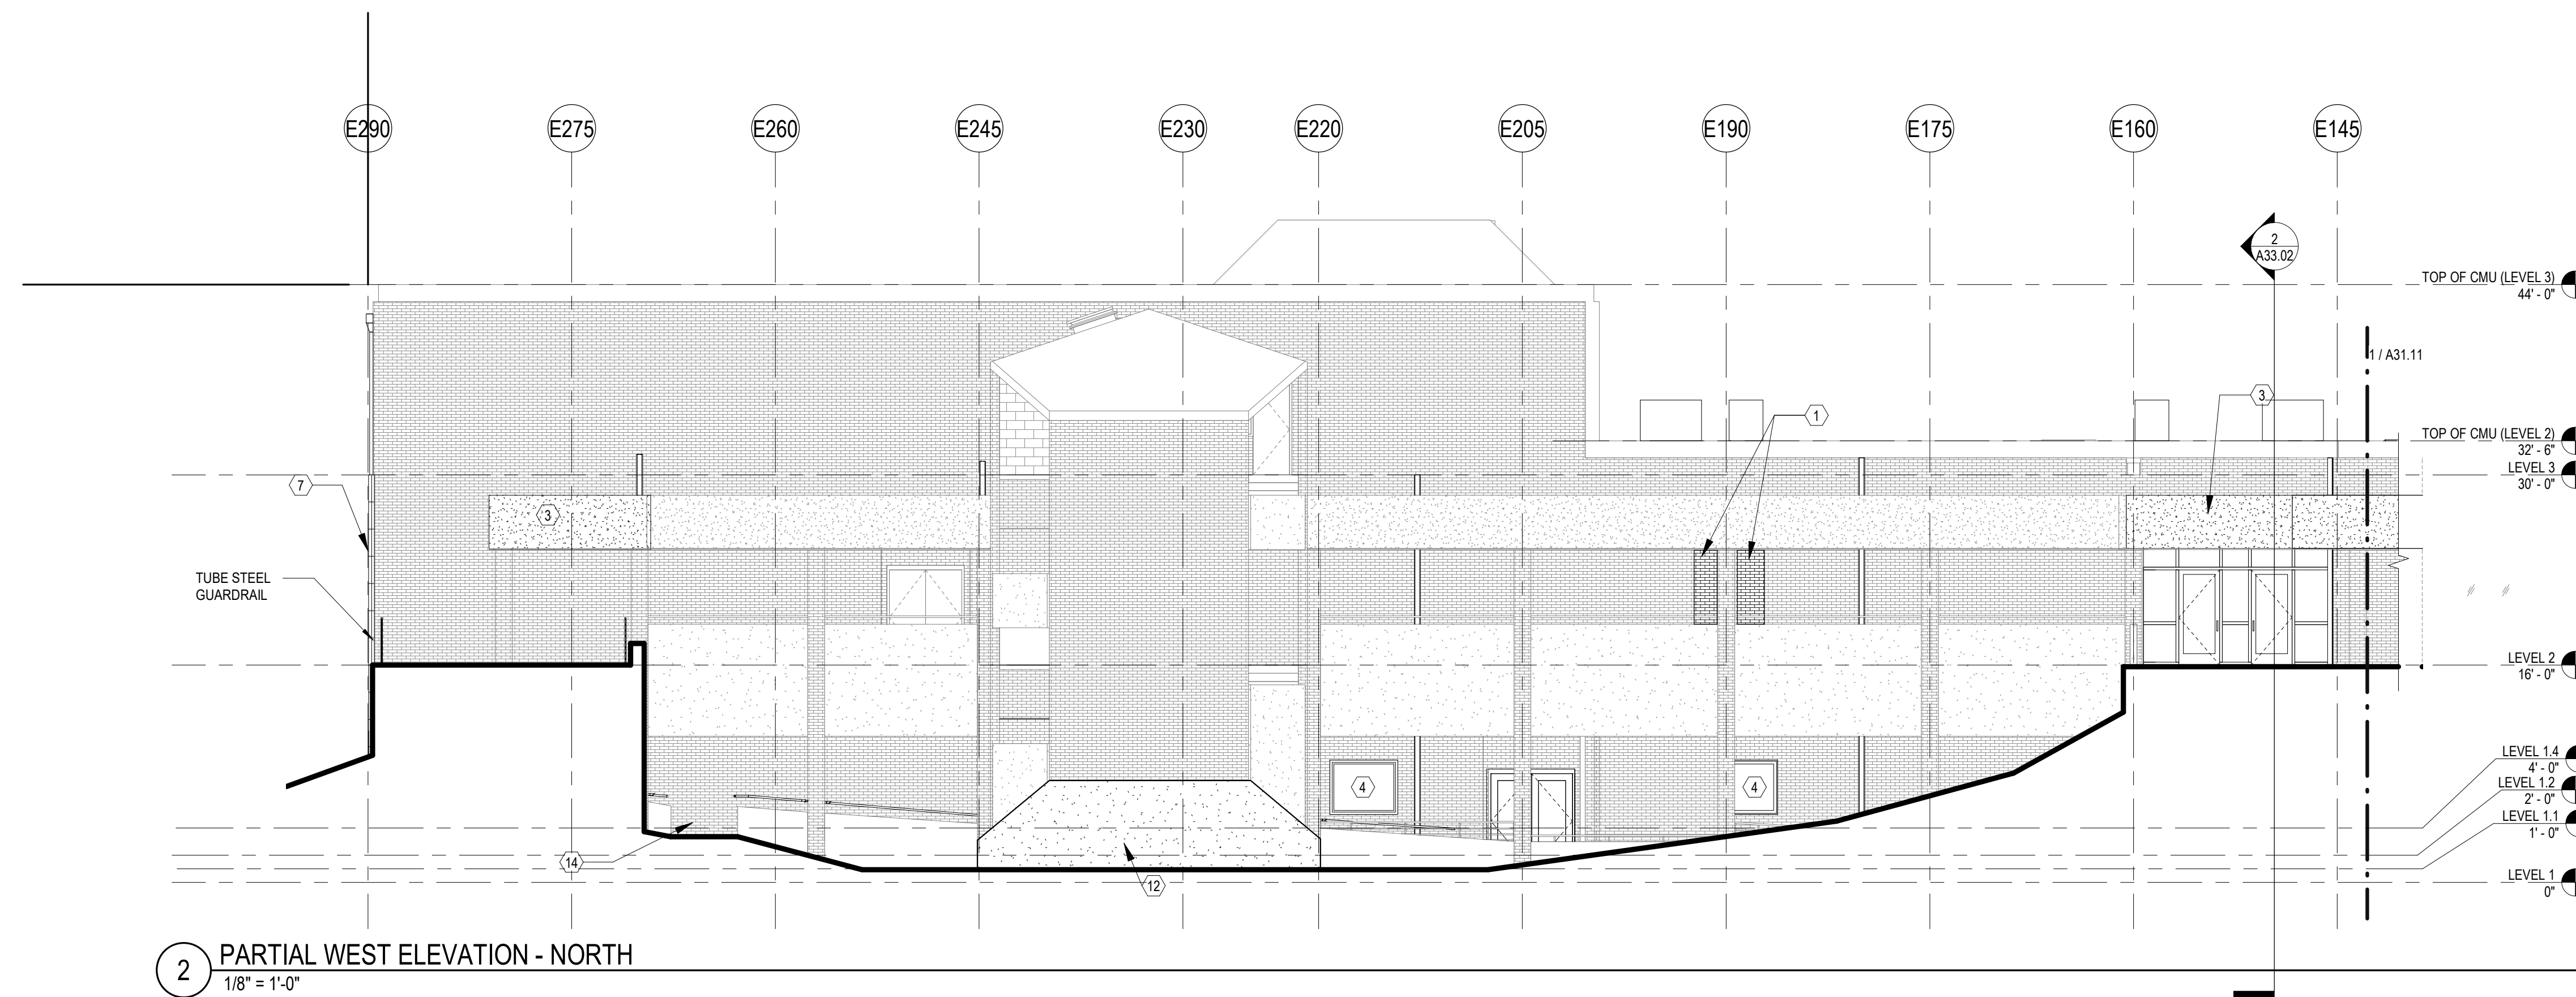 E290
E275
E260
E245
E230
E220
E205
E190
E175
E160
E145
2
A33.02
TOP OF CMU (LEVEL 3)
44' - 0"
1 / A31.11
3
1
TOP OF CMU (LEVEL 2)
32' - 6"
LEVEL 3
30' - 0"
7
3
TUBE STEEL
GUARDRAIL
LEVEL 2
16' - 0"
LEVEL 1.4
4' - 0"
4
4
LEVEL 1.2
2' - 0"
LEVEL 1.1
1' - 0"
14
12
LEVEL 1
0"
2
PARTIAL WEST ELEVATION - NORTH
1/8" = 1'-0"